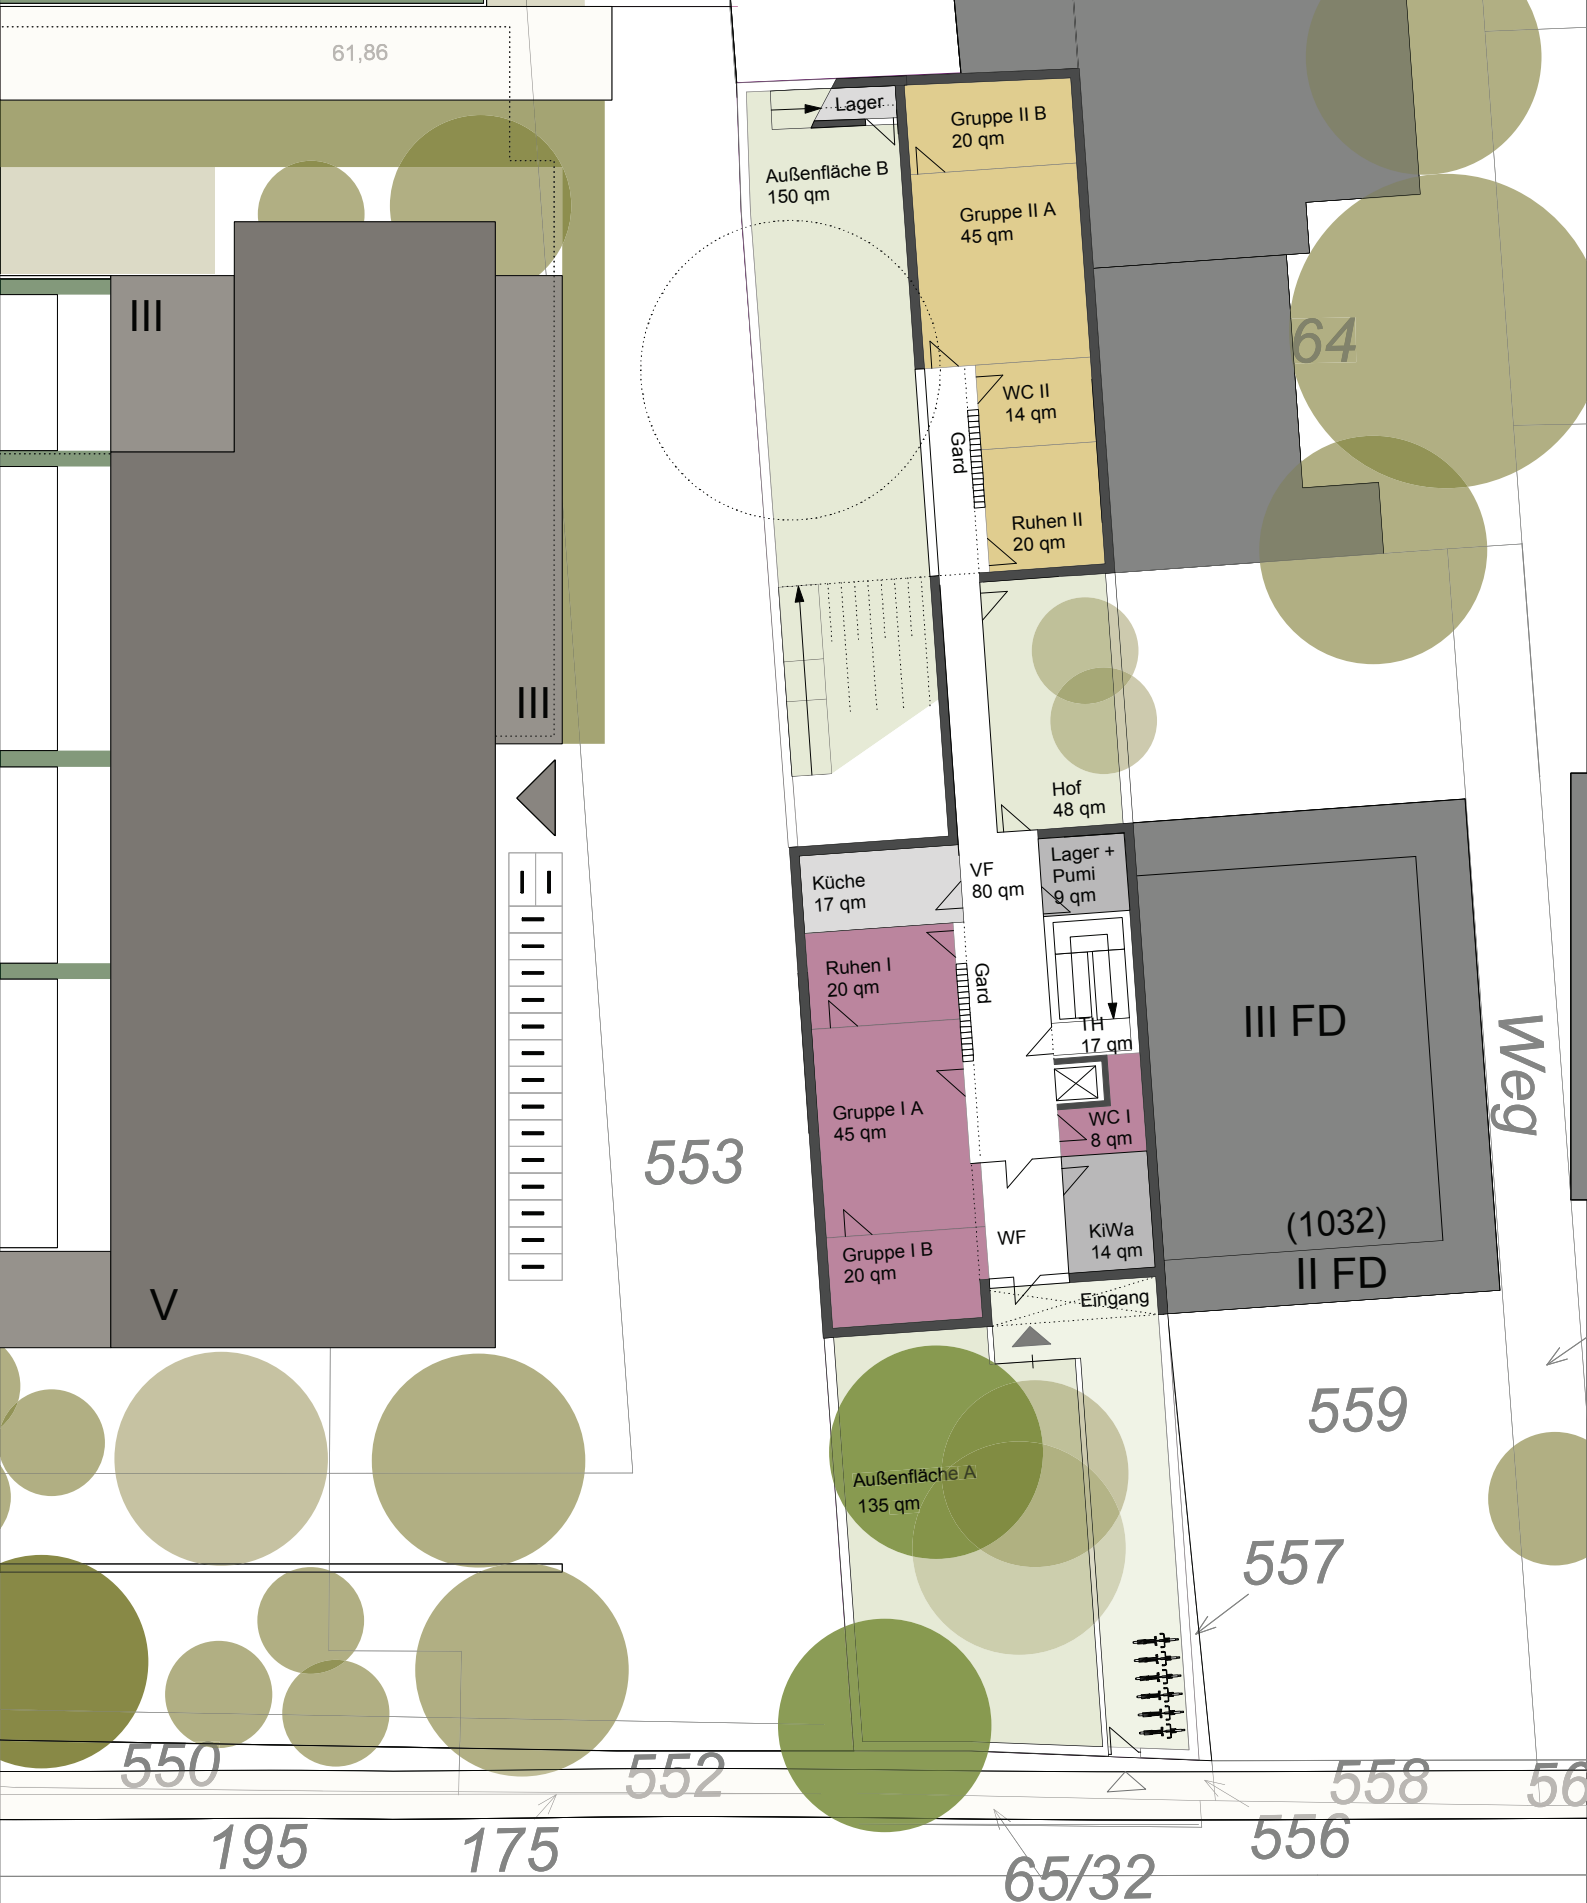 61,86
Lager
Gruppe II B
20 qm
Außenfläche B
150 qm
Gruppe II A
45 qm
III
64
WC II
14 qm
Gard
Ruhen II
20 qm
III
Hof
48 qm
Küche
17 qm
VF
80 qm
Lager +
Pumi
9 qm
Ruhen I
20 qm
Gard
TH
17 qm
III FD
Weg
Gruppe I A
45 qm
WC I
8 qm
553
KiWa
14 qm
WF
(1032)
Gruppe I B
20 qm
II FD
Eingang
V
559
Außenfläche A
135 qm
557
550
552
558
56
195
175
65/32
556